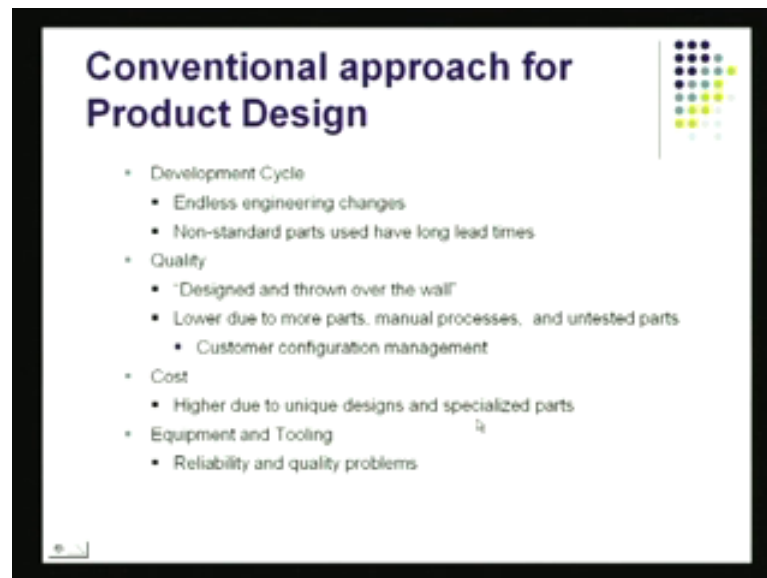 Conventional approach for
Product Design
Development Cycle
Endless engineering changes
Non-standard parts used have long lead times
Quality
"Designed and thrown over the wall"
Lower due to more parts, manual processes, and untested parts
Customer configuration management
Cost
Higher due to unique designs and specialized parts
Equipment and Tooling
Reliability and quality problems